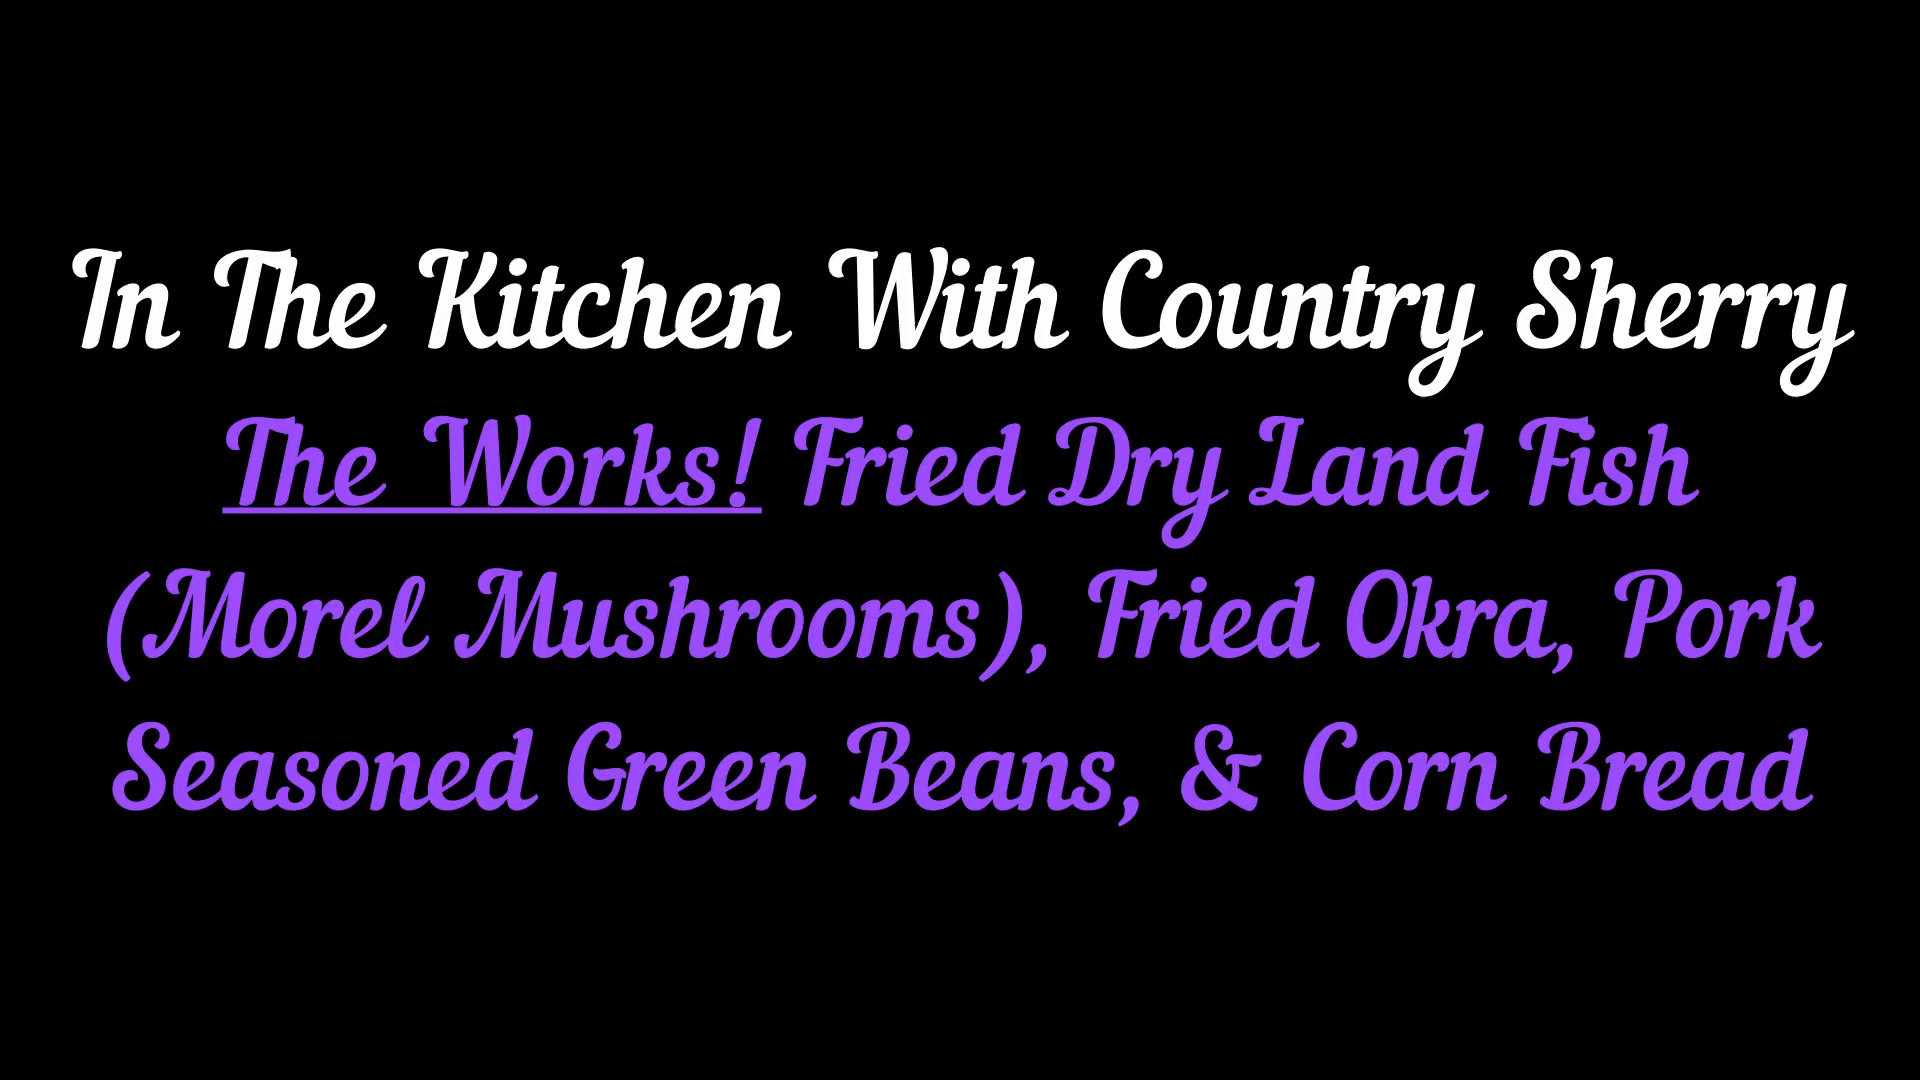 In The Kitchen With Country Sherry
The Works! Fried Dry Land Fish
(Morel Mushrooms), Fried Okra, Pork
Seasoned Green Beans, & Corn Bread